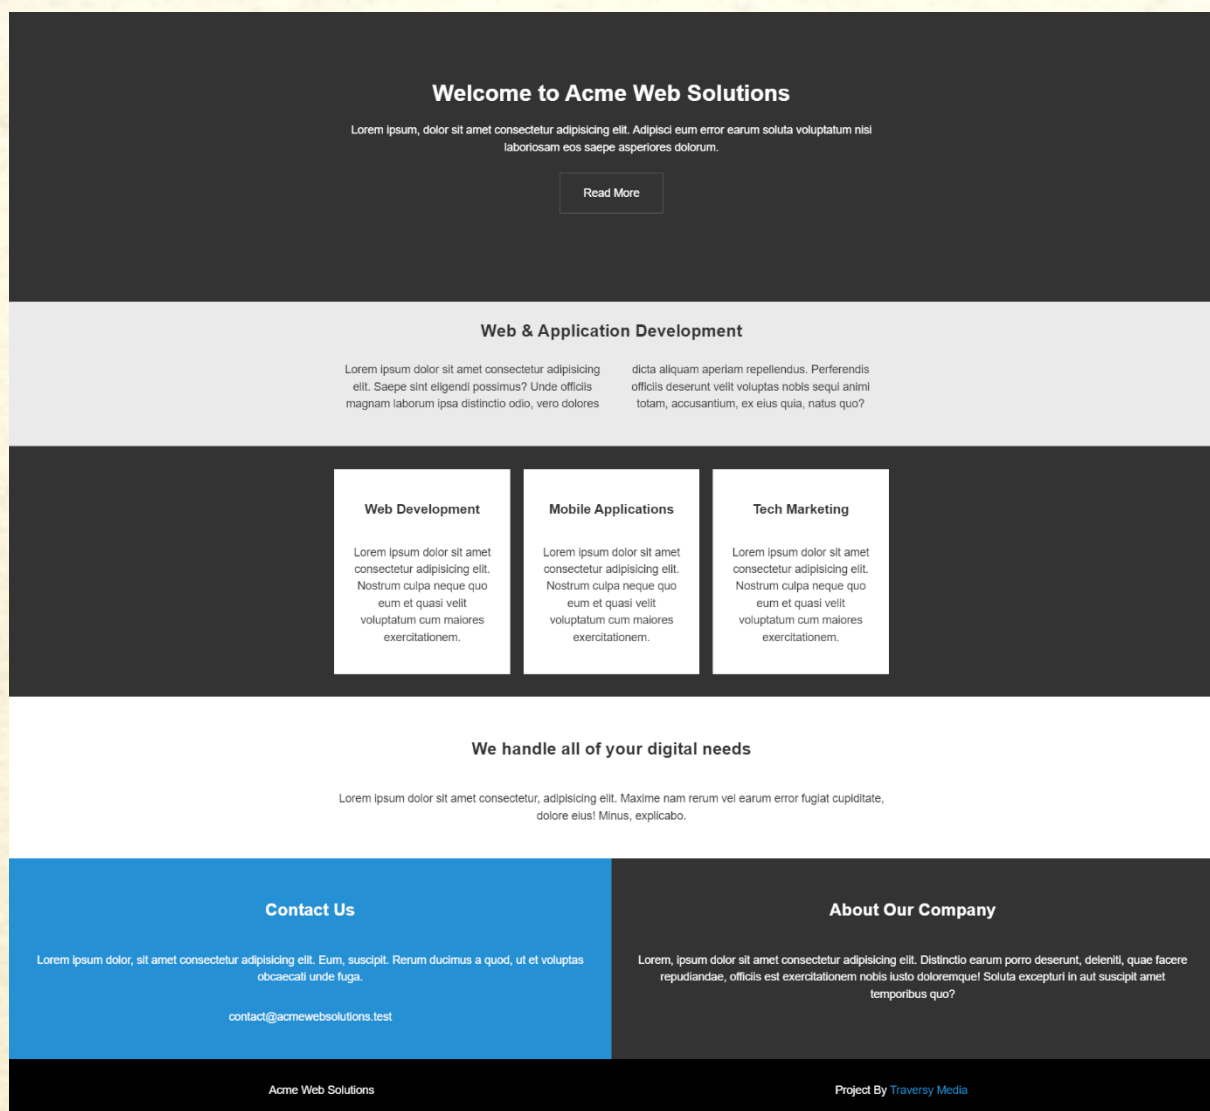 Welcome to Acme Web Solutions
Lorem ipsum, dolor sit amet consectetur adipisicing elit. Adipisci eum error earum soluta voluptatum nisi
laboriosam eos saepe asperiores dolorum.
Read More
Web & Application Development
Lorem ipsum dolor sit amet consectetur adipisicing
elit. Saepe sint eligendi possimus? Unde officiis
magnam laborum ipsa distinctio odio, vero dolores
dicta aliquam aperiam repellendus. Perferendis
officiis deserunt velit voluptas nobis sequi animi
totam, accusantium, ex eius quia, natus quo?
Web Development
Lorem ipsum dolor sit amet
consectetur adipisicing elit.
Nostrum culpa neque quo
eum et quasi velit
voluptatum cum maiores
exercitationem.
Mobile Applications
Lorem ipsum dolor sit amet
consectetur adipisicing elit.
Nostrum culpa neque quo
eum et quasi velit
voluptatum cum maiores
exercitationem.
Tech Marketing
Lorem ipsum dolor sit amet
consectetur adipisicing elit.
Nostrum culpa neque quo
eum et quasi velit
voluptatum cum maiores
exercitationem.
We handle all of your digital needs
Lorem ipsum dolor sit amet consectetur, adipisicing elit. Maxime nam rerum vel earum error fugiat cupiditate,
dolore eius! Minus, explicabo.
Contact Us
Lorem ipsum dolor, sit amet consectetur adipisicing elit. Eum, suscipit. Rerum ducimus a quod, ut et voluptas
obcaecati unde fuga.
contact@acmewebsolutions.test
About Our Company
Lorem, ipsum dolor sit amet consectetur adipisicing elit. Distinctio earum porro deserunt, deleniti, quae facere
repudiandae, officiis est exercitationem nobis iusto doloremque! Soluta excepturi in aut suscipit amet
temporibus quo?
Acme Web Solutions
Project By Traversy Media